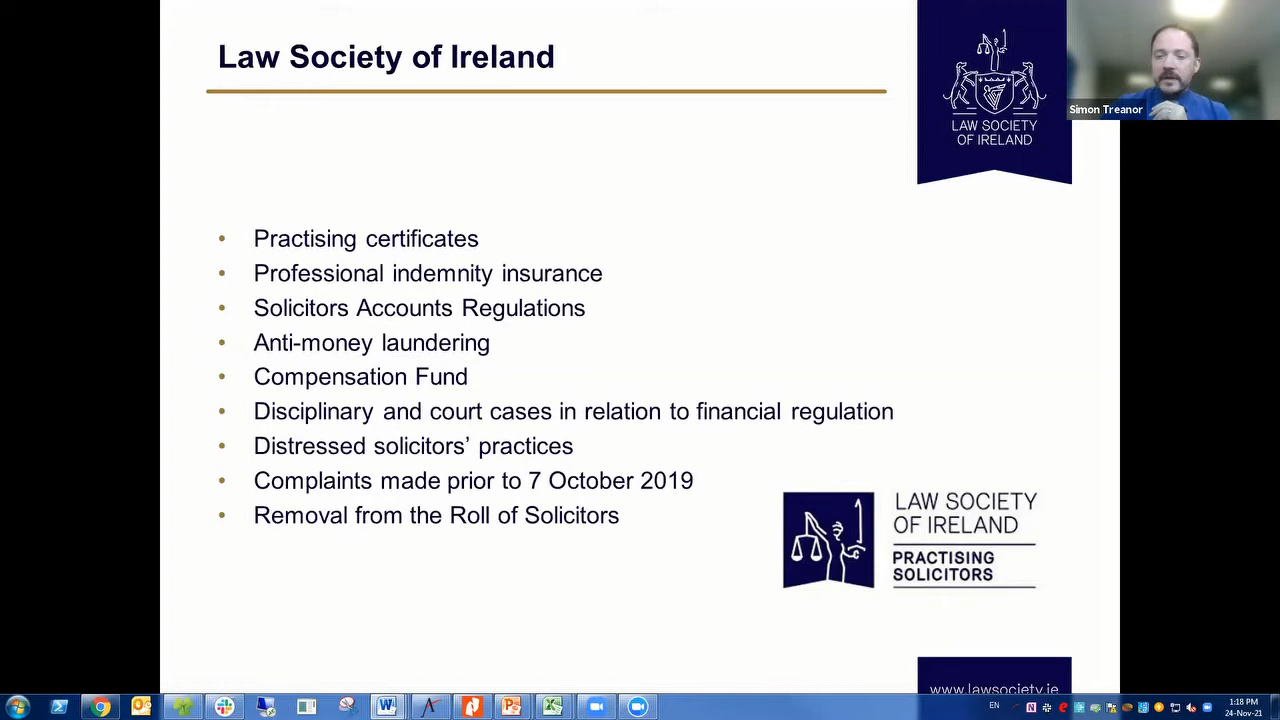 Law Society of Ireland
LAW SOCIETY
OF IRELAND
Simon Treanor
• Practising certificates
• Professional indemnity insurance
• Solicitors Accounts Regulations
• Anti-money laundering
• Compensation Fund
• Disciplinary and court cases in relation to financial regulation
• Distressed solicitors’ practices
• Complaints made prior to 7 October 2019
• Removal from the Roll of Solicitors
LAW SOCIETY
OF IRELAND
PRACTISING
SOLICITORS
www.lawsociety.ie
EN
1:18 PM
24-Nov-21